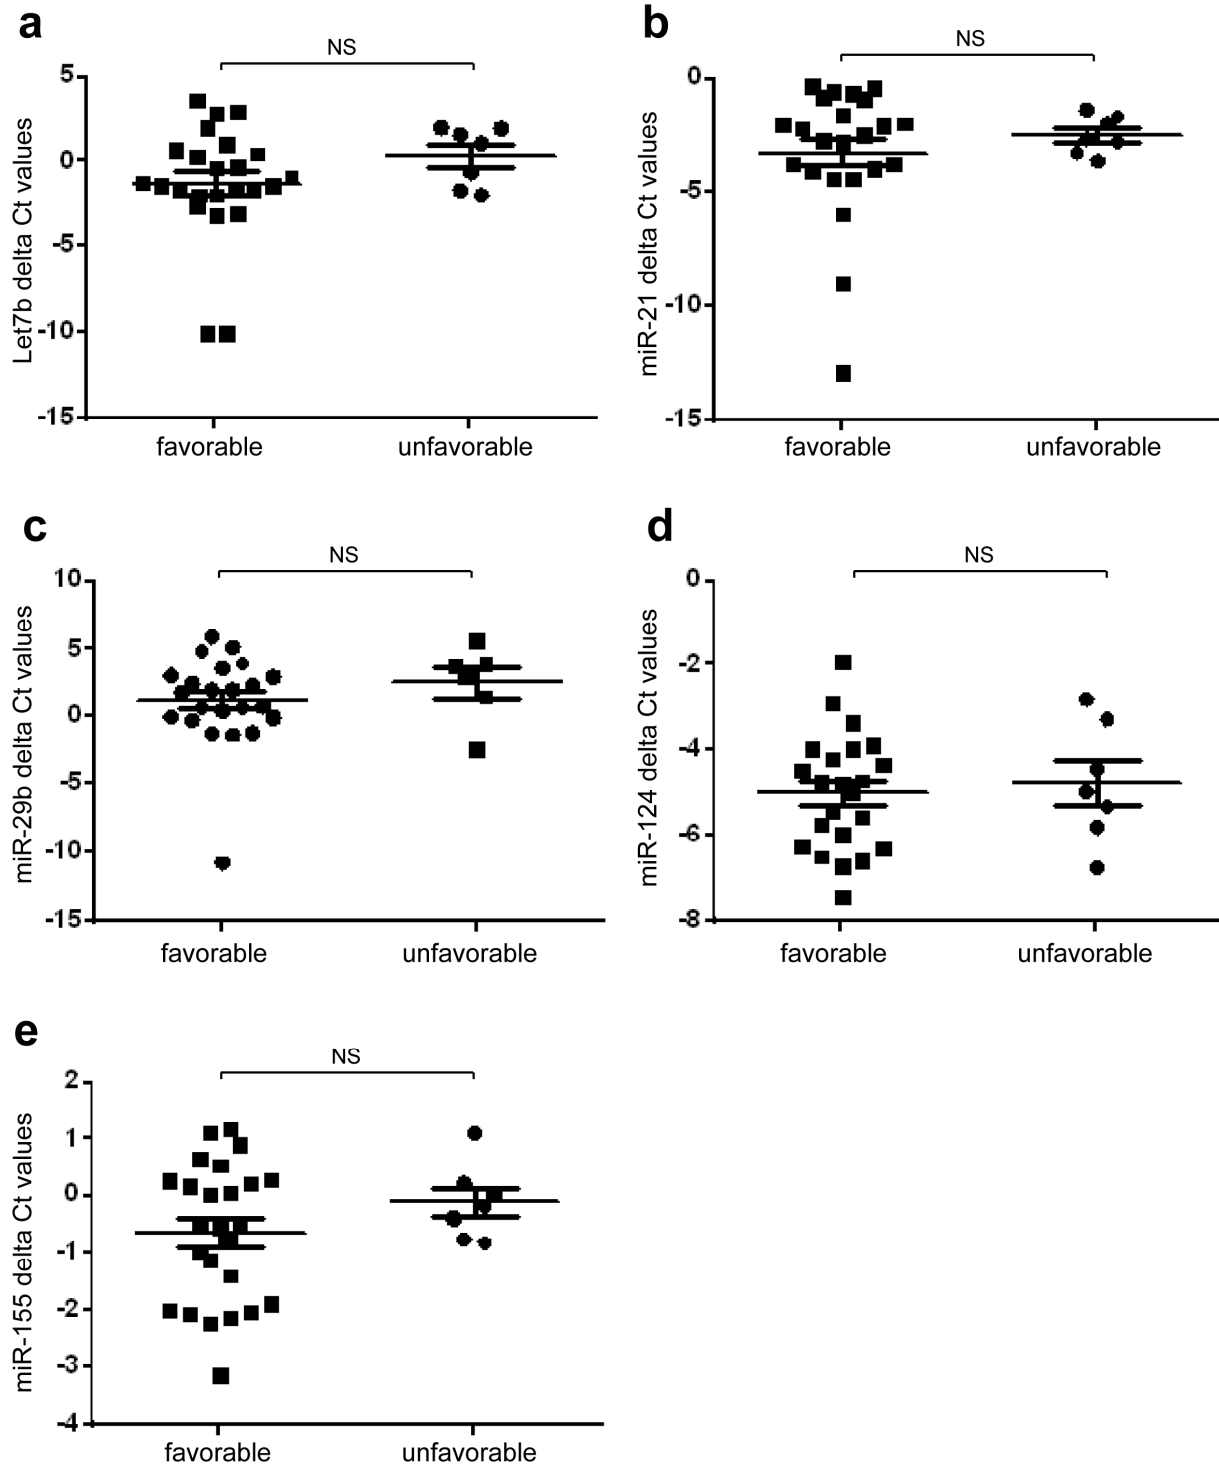 a
NS
5
0
-5
-10
-15
Let7b delta Ct values
favorable
unfavorable
b
NS
0
-5
-10
-15
miR-21 delta Ct values
favorable
unfavorable
c
NS
10
5
0
-5
-10
-15
miR-29b delta Ct values
favorable
unfavorable
d
NS
0
-2
-4
-6
-8
miR-124 delta Ct values
favorable
unfavorable
e
NS
2
1
0
-1
-2
-3
-4
miR-155 delta Ct values
favorable
unfavorable